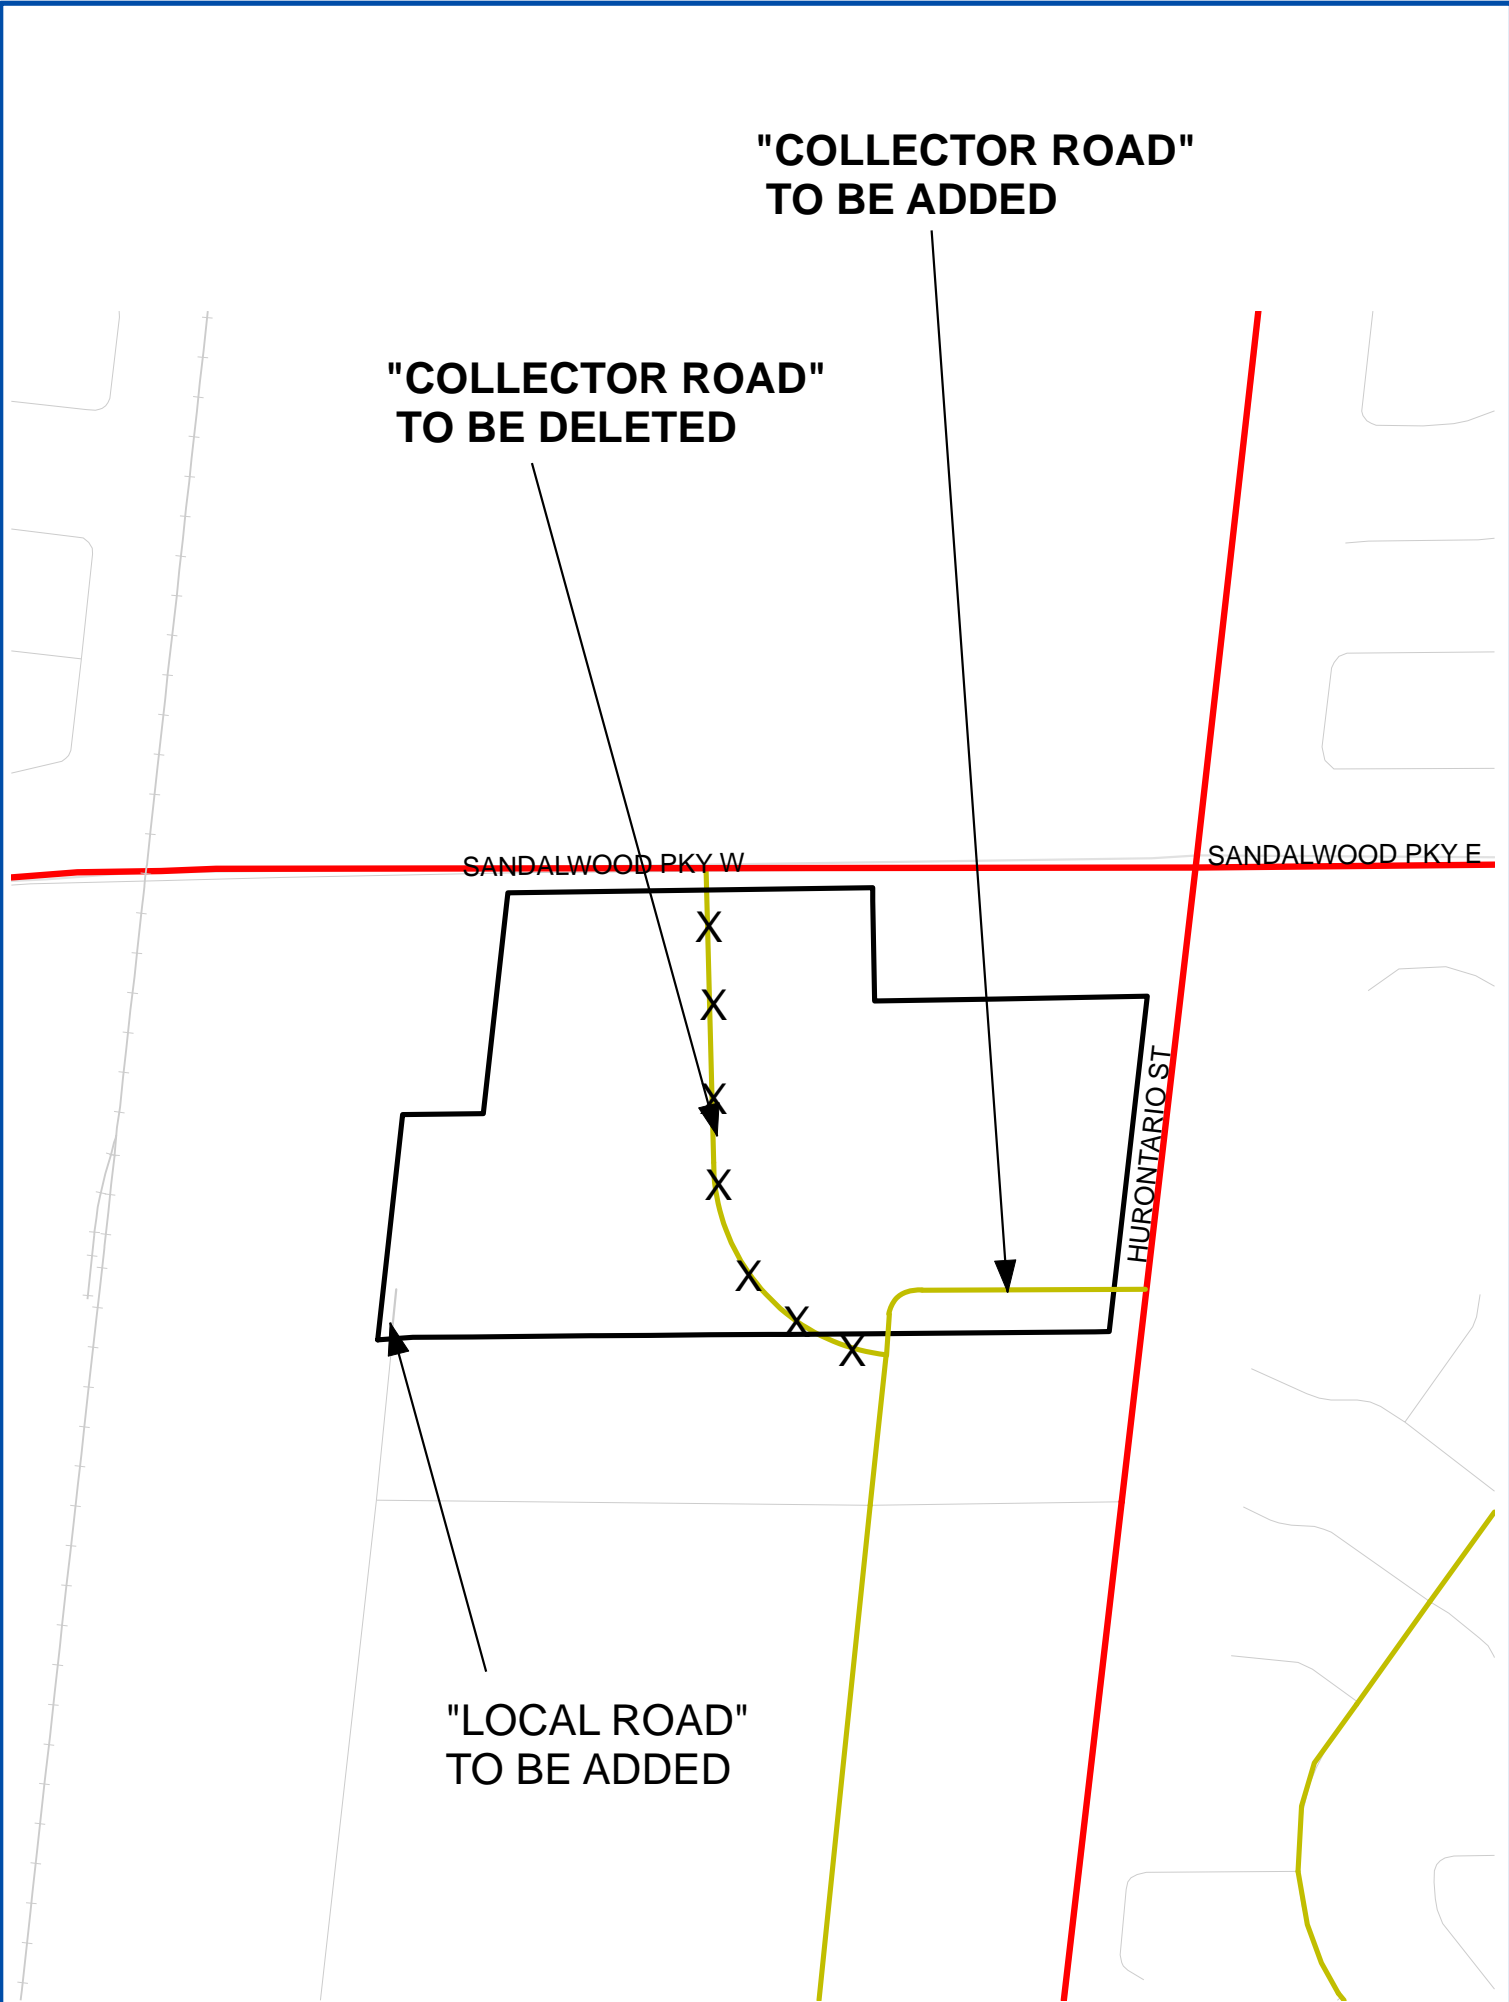 "COLLECTOR ROAD"
TO BE ADDED
"COLLECTOR ROAD"
TO BE DELETED
SANDALWOOD PKY W
SANDALWOOD PKY E
X
X
X
X
HURONTARIO ST
X
X
X
"LOCAL ROAD"
TO BE ADDED